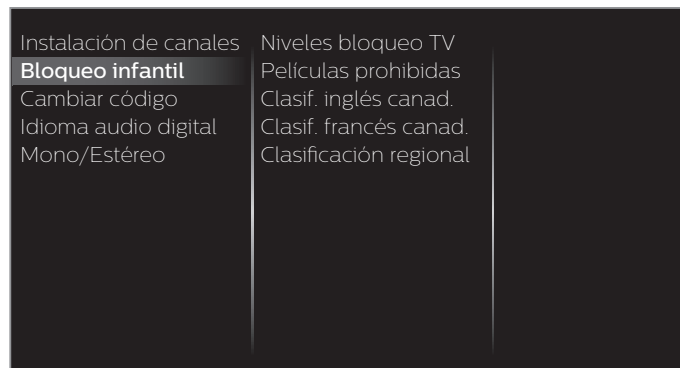 Instalación de canales
Bloqueo infantil
Cambiar código
Idioma audio digital
Mono/Estéreo
Niveles bloqueo TV
Películas prohibidas
Clasif. inglés canad.
Clasif. francés canad.
Clasificación regional